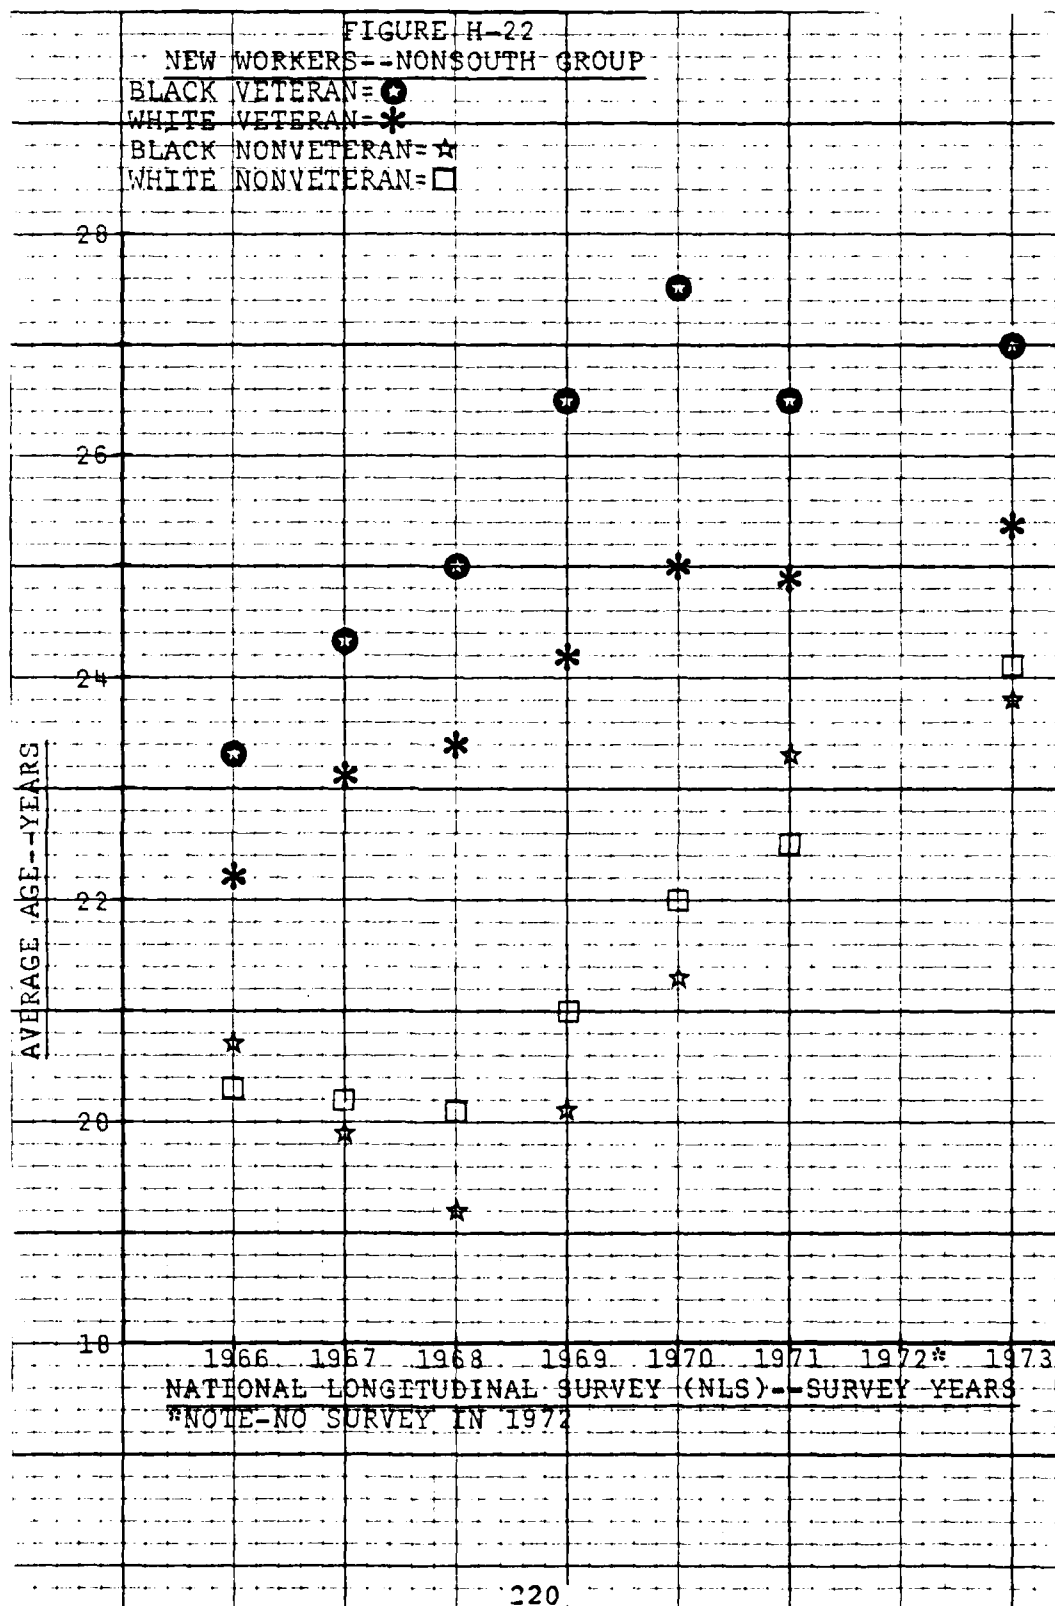 FIGURE H-22
NEW WORKERS--NONSOUTH GROUP
BLACK VETERAN=
WHITE VETERAN=
BLACK NONVETERAN=
WHITE NONVETERAN=
28
26
24
22
20
18
AVERAGE AGE--YEARS
1966 1967 1968 1969 1970 1971 1972* 1973
NATIONAL LONGITUDINAL SURVEY (NLS)--SURVEY YEARS
*NOTE-NO SURVEY IN 1972
220